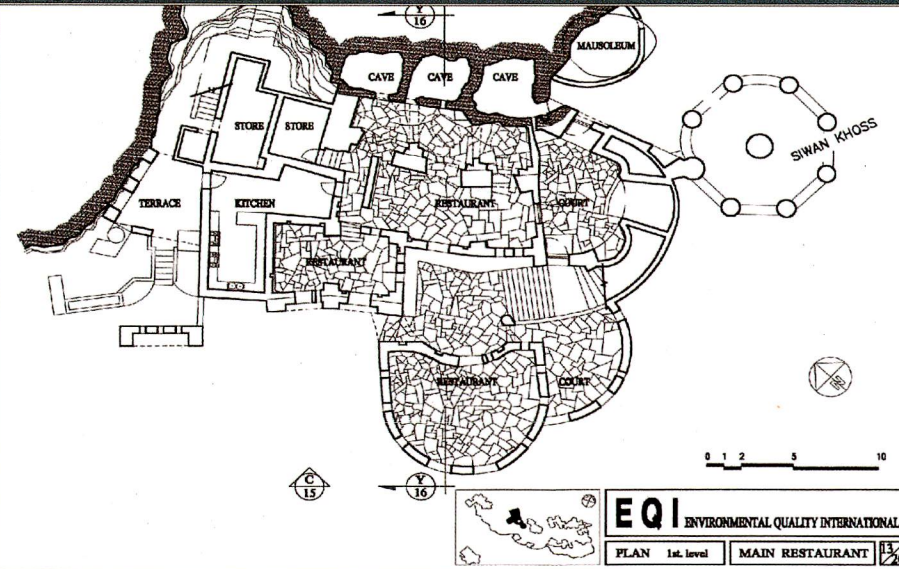 Y
16
MAUSOLEUM
CAVE
CAVE
CAVE
SIWAN KHOSS
STORE
STORE
TERRACE
KITCHEN
RESTAURANT
COURT
RESTAURANT
RESTAURANT
COURT
0 1 2 5 10
C
15
Y
16
EQI ENVIRONMENTAL QUALITY INTERNATIONAL
PLAN 1st. level MAIN RESTAURANT 13